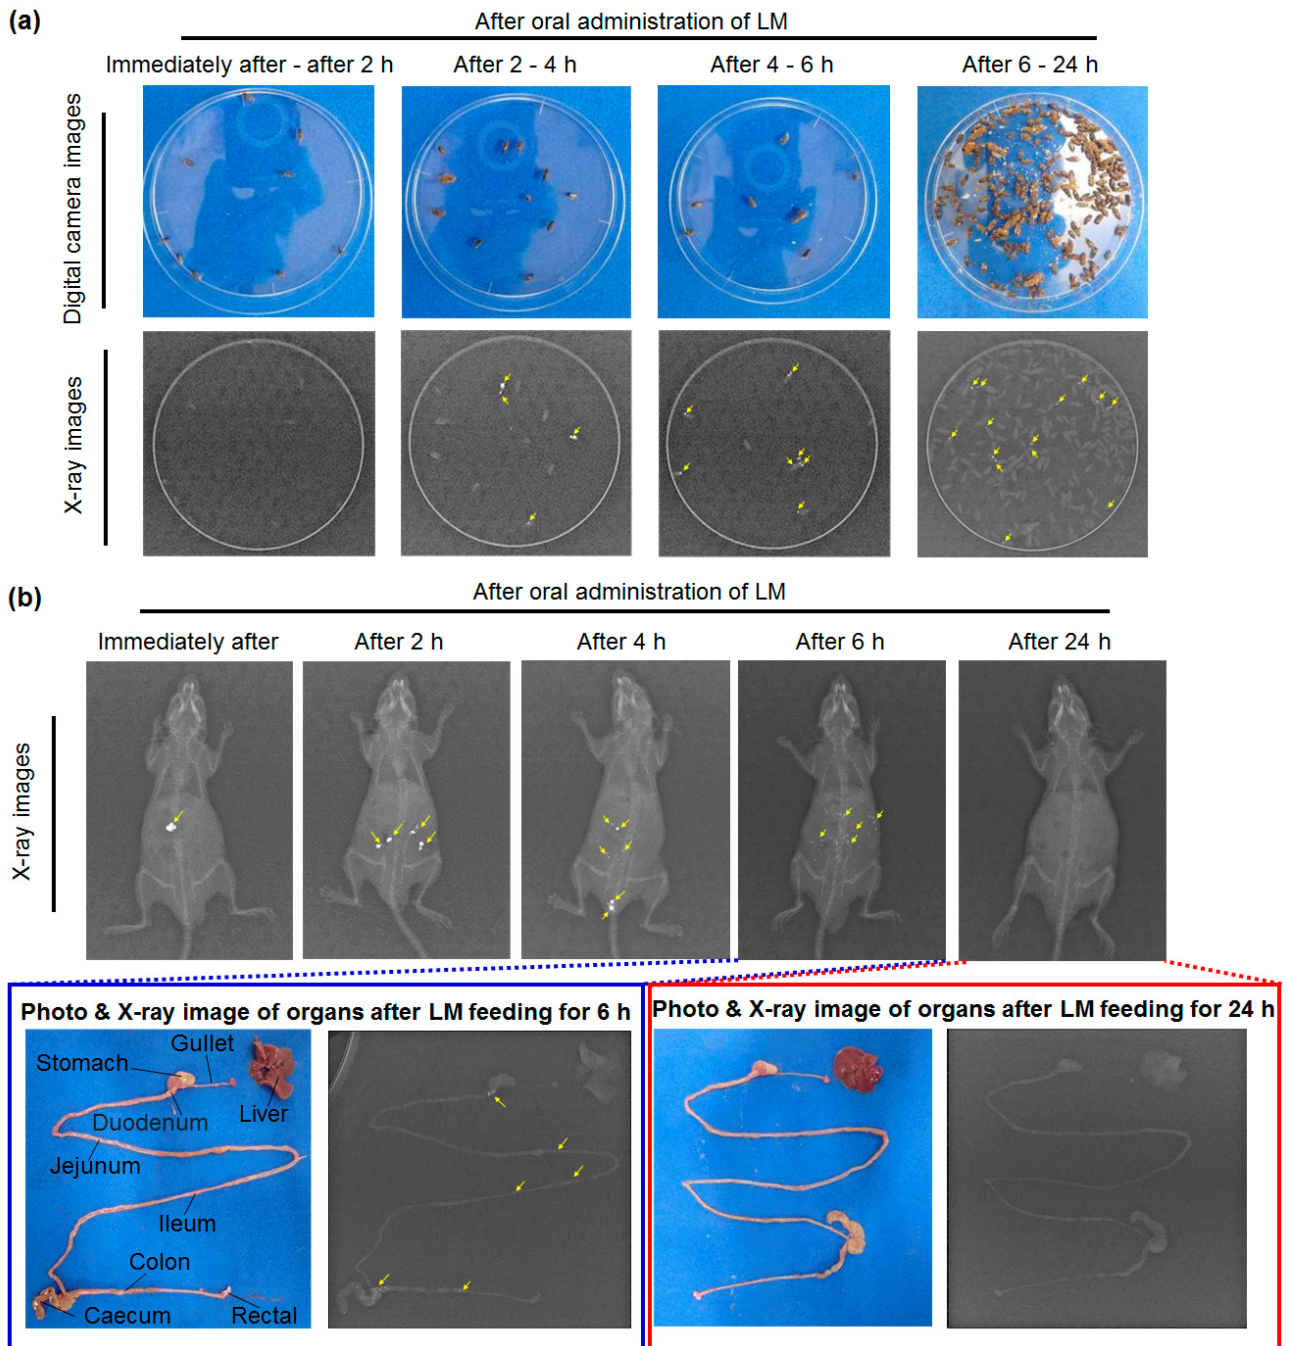 (a)
After oral administration of LM
Immediately after - after 2 h
After 2 - 4 h
After 4 - 6 h
After 6 - 24 h
Digital camera images
X-ray images
(b)
After oral administration of LM
Immediately after
After 2 h
After 4 h
After 6 h
After 24 h
X-ray images
Photo & X-ray image of organs after LM feeding for 6 h
Gullet
Stomach
Liver
Duodenum
Jejunum
Ileum
Colon
Caecum
Rectal
Photo & X-ray image of organs after LM feeding for 24 h